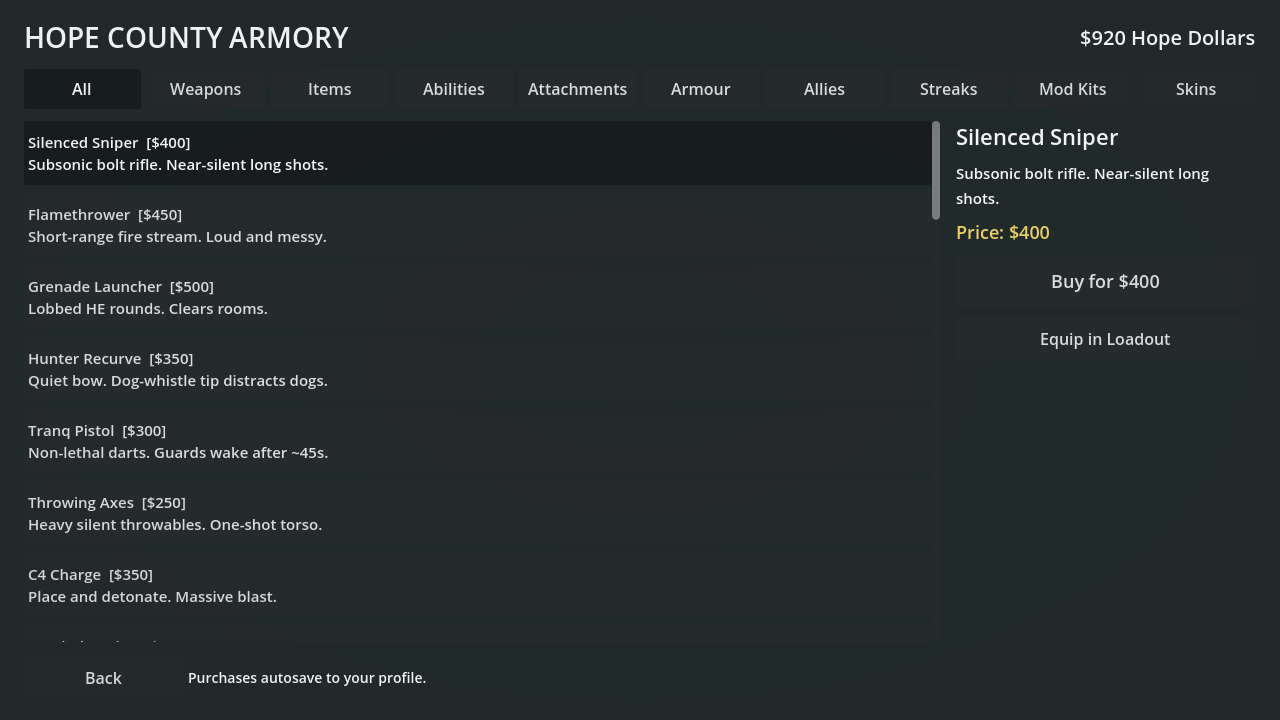 HOPE COUNTY ARMORY
$920 Hope Dollars
All
Weapons
Items
Abilities
Attachments
Armour
Allies
Streaks
Mod Kits
Skins
Silenced Sniper [$400]
Subsonic bolt rifle. Near-silent long shots.
Flamethrower [$450]
Short-range fire stream. Loud and messy.
Grenade Launcher [$500]
Lobbed HE rounds. Clears rooms.
Hunter Recurve [$350]
Quiet bow. Dog-whistle tip distracts dogs.
Tranq Pistol [$300]
Non-lethal darts. Guards wake after ~45s.
Throwing Axes [$250]
Heavy silent throwables. One-shot torso.
C4 Charge [$350]
Place and detonate. Massive blast.
Silenced Sniper
Subsonic bolt rifle. Near-silent long
shots.
Price: $400
Buy for $400
Equip in Loadout
Back
Purchases autosave to your profile.